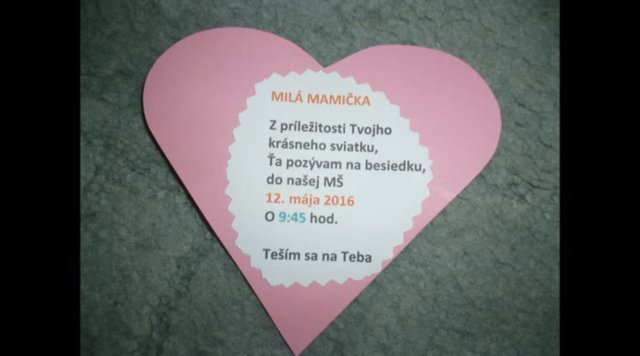 MILÁ MAMIČKA
Z príležitosti Tvojho
krásneho sviatku,
Ťa pozývam na besiedku,
do našej MŠ
12. mája 2016
O 9:45 hod.
Teším sa na Teba